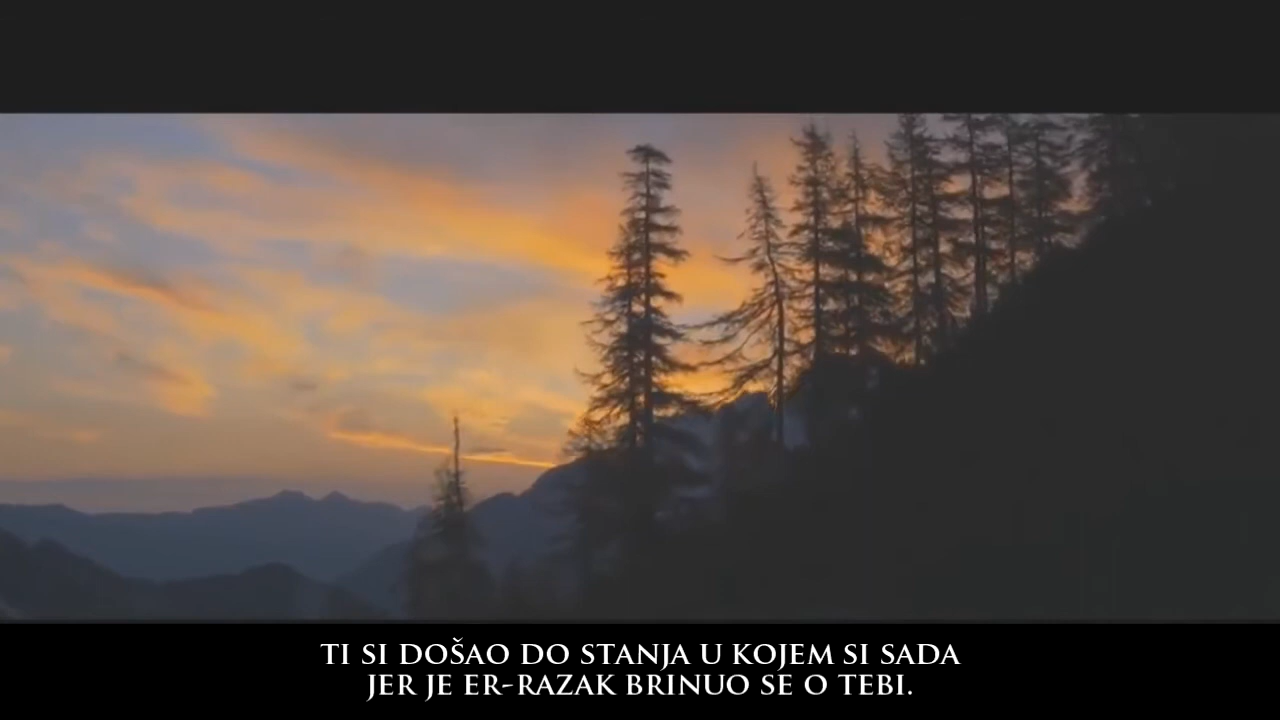 TI SI DOŠAO DO STANJA U KOJEM SI SADA
JER JE ER-RAZAK BRINUO SE O TEBI.